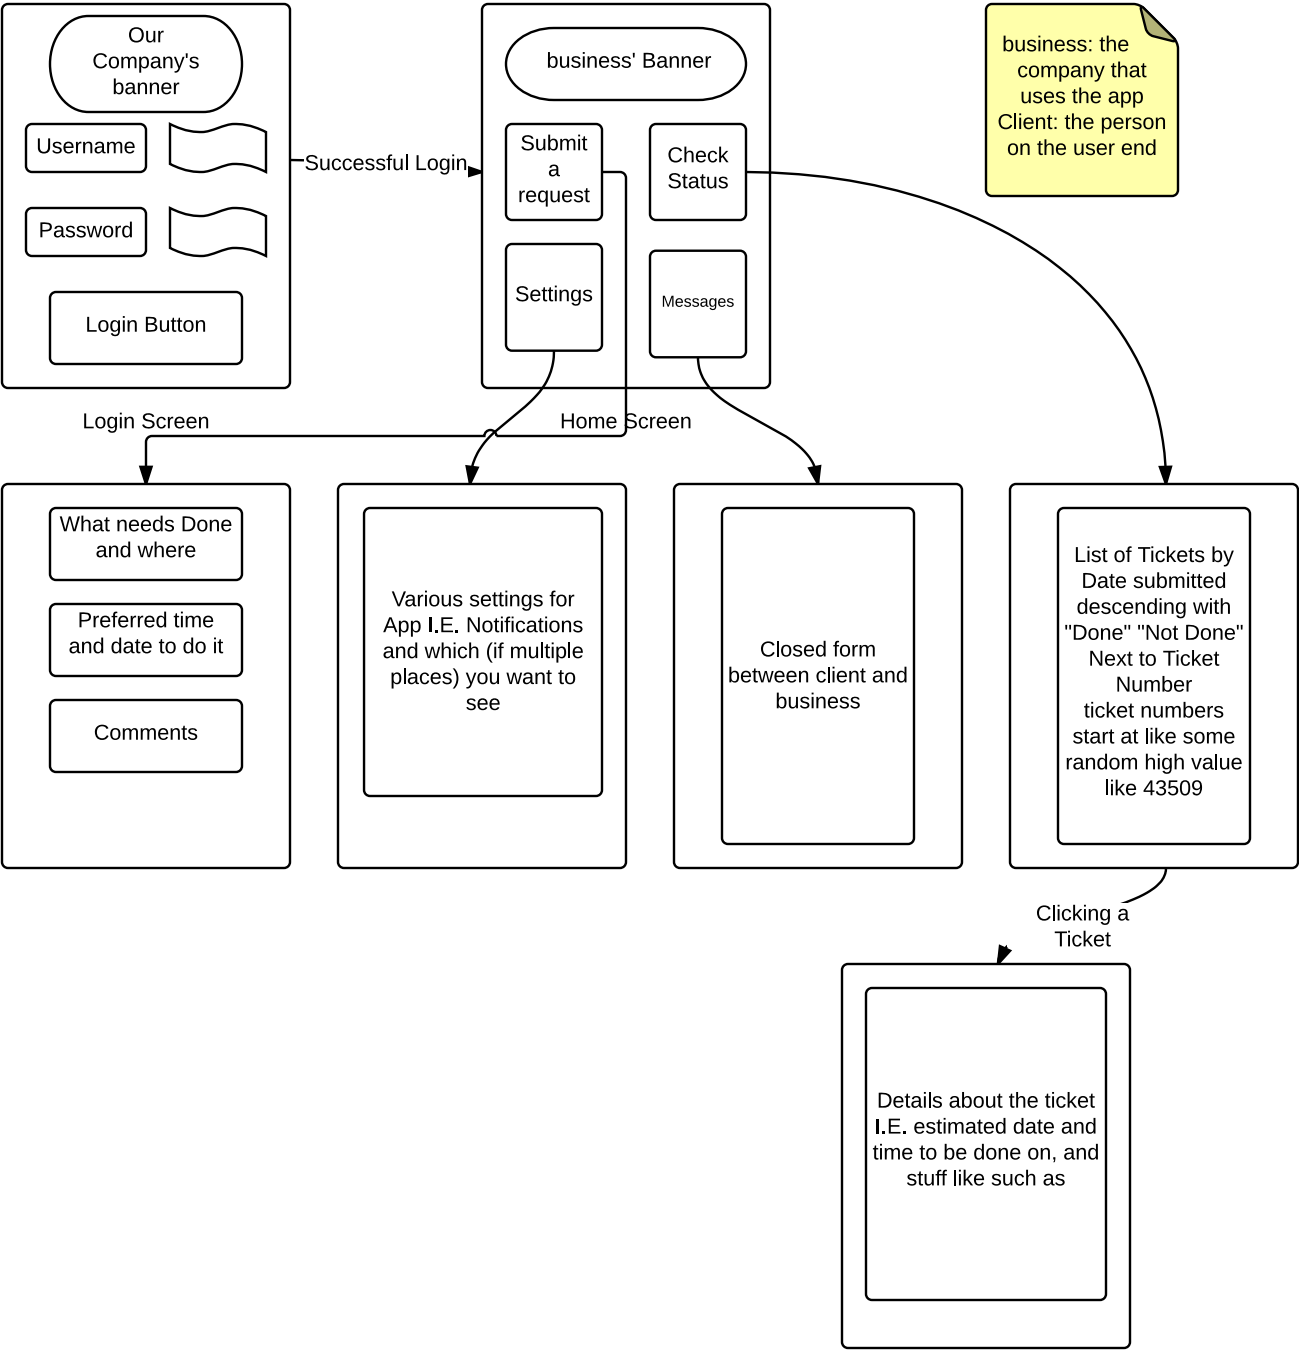 Our
Company's
banner
Username
Password
Login Button
Login Screen
Successful Login
business' Banner
Submit
a
request
Check
Status
Settings
Messages
Home Screen
business: the
company that
uses the app
Client: the person
on the user end
What needs Done
and where
Preferred time
and date to do it
Comments
Various settings for
App I.E. Notifications
and which (if multiple
places) you want to
see
Closed form
between client and
business
List of Tickets by
Date submitted
descending with
"Done" "Not Done"
Next to Ticket
Number
ticket numbers
start at like some
random high value
like 43509
Clicking a
Ticket
Details about the ticket
I.E. estimated date and
time to be done on, and
stuff like such as